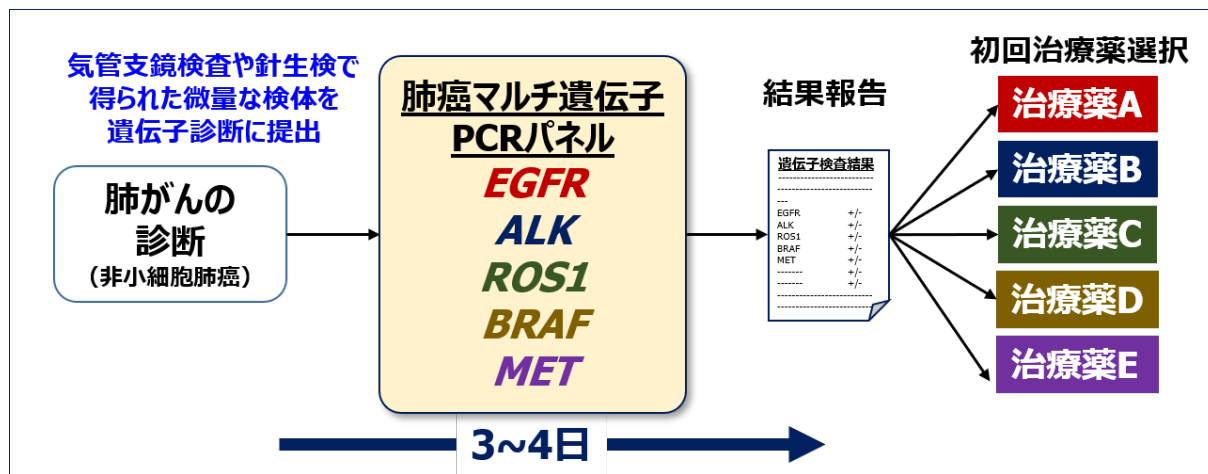 気管支鏡検査や針生検で
得られた微量な検体を
遺伝子診断に提出
肺がんの
診断
（非小細胞肺癌）
肺癌マルチ遺伝子
PCRパネル
EGFR
ALK
ROS1
BRAF
MET
3~4日
結果報告
遺伝子検査結果
-----------------------
------------------------
---
EGFR +/-
ALK +/-
ROS1 +/-
BRAF +/-
MET +/-
------- +/-
------- +/-
------------------------
------------------------
初回治療薬選択
治療薬A
治療薬B
治療薬C
治療薬D
治療薬E